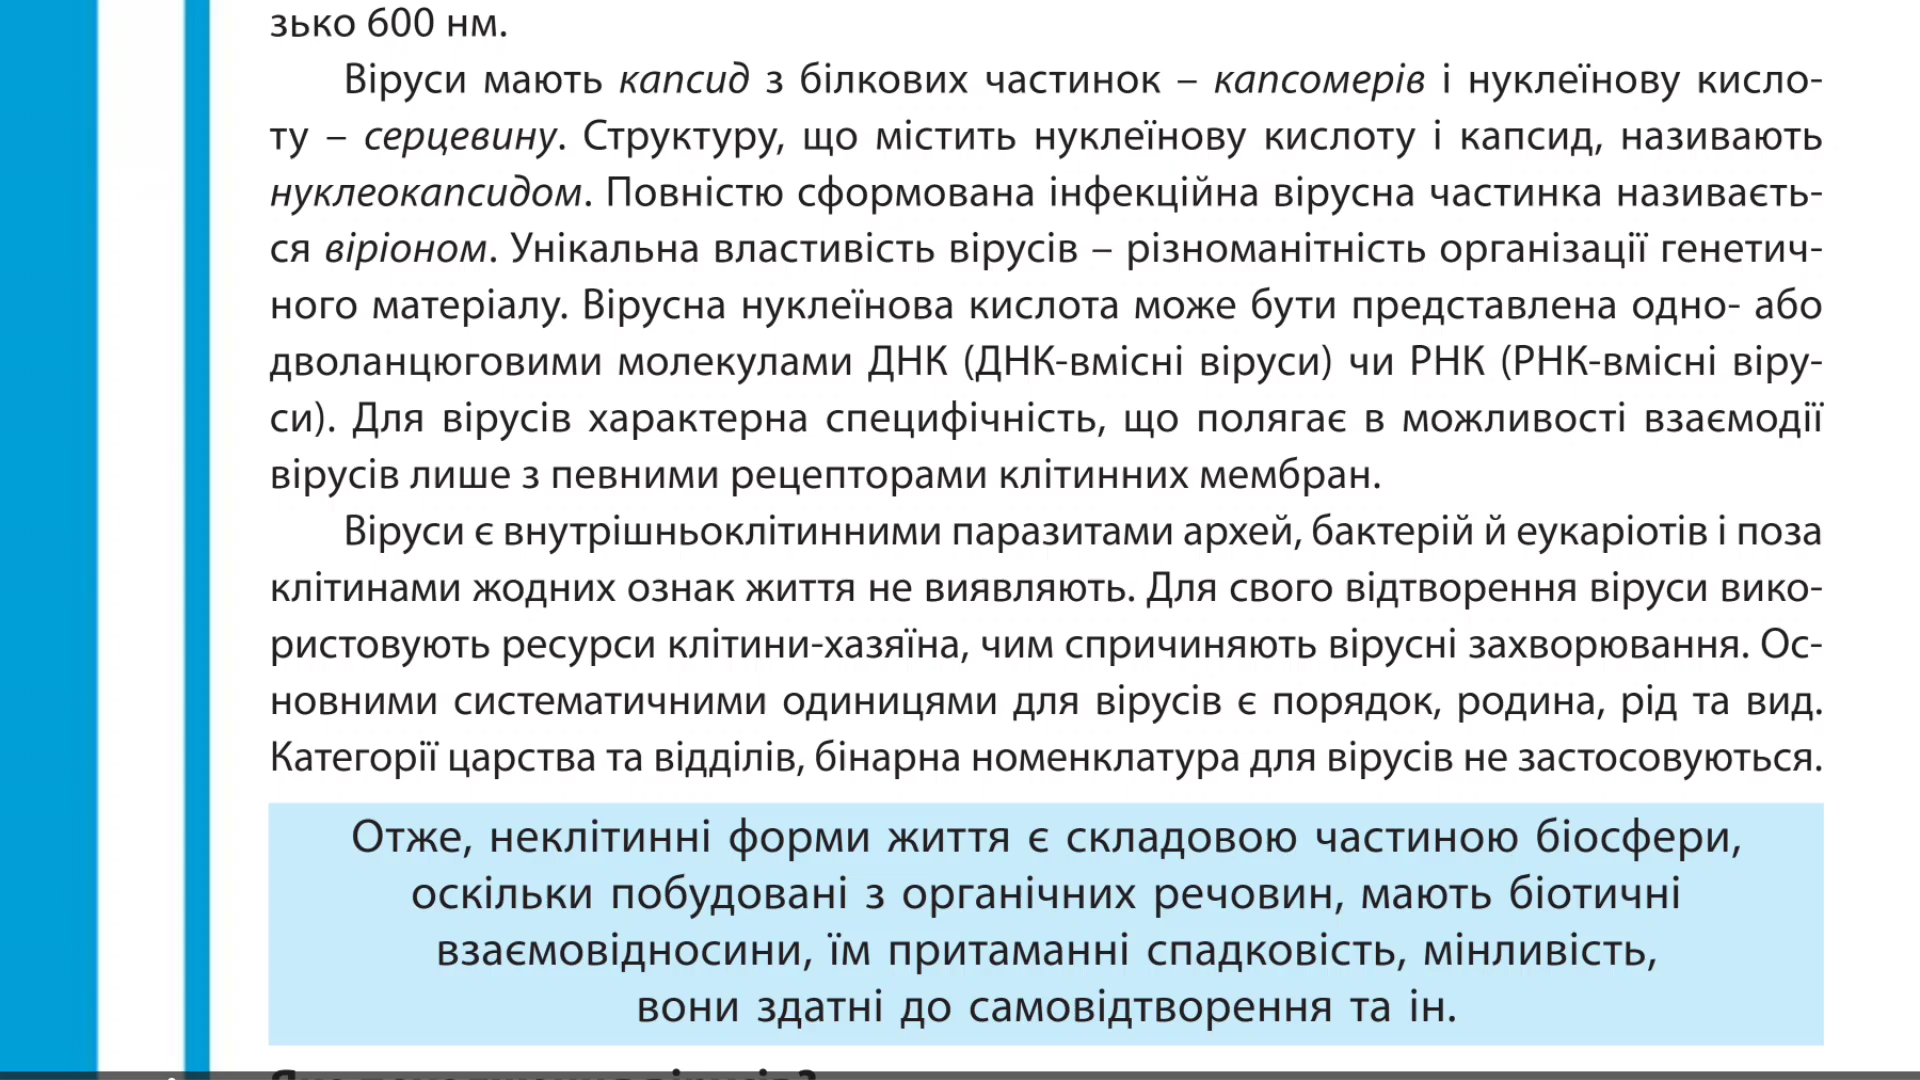 зько 600 нм.
Віруси мають капсид з білкових частинок – капсомерів і нуклеїнову кисло-
ту – серцевину. Структуру, що містить нуклеїнову кислоту і капсид, називають
нуклеокапсидом. Повністю сформована інфекційна вірусна частинка називаєть-
ся віріоном. Унікальна властивість вірусів – різноманітність організації генетич-
ного матеріалу. Вірусна нуклеїнова кислота може бути представлена одно- або
дволанцюговими молекулами ДНК (ДНК-вмісні віруси) чи РНК (РНК-вмісні віру-
си). Для вірусів характерна специфічність, що полягає в можливості взаємодії
вірусів лише з певними рецепторами клітинних мембран.
Віруси є внутрішньоклітинними паразитами архей, бактерій й еукаріотів і поза
клітинами жодних ознак життя не виявляють. Для свого відтворення віруси вико-
ристовують ресурси клітини-хазяїна, чим спричиняють вірусні захворювання. Ос-
новними систематичними одиницями для вірусів є порядок, родина, рід та вид.
Категорії царства та відділів, бінарна номенклатура для вірусів не застосовуються.
Отже, неклітинні форми життя є складовою частиною біосфери,
оскільки побудовані з органічних речовин, мають біотичні
взаємовідносини, їм притаманні спадковість, мінливість,
вони здатні до самовідтворення та ін.